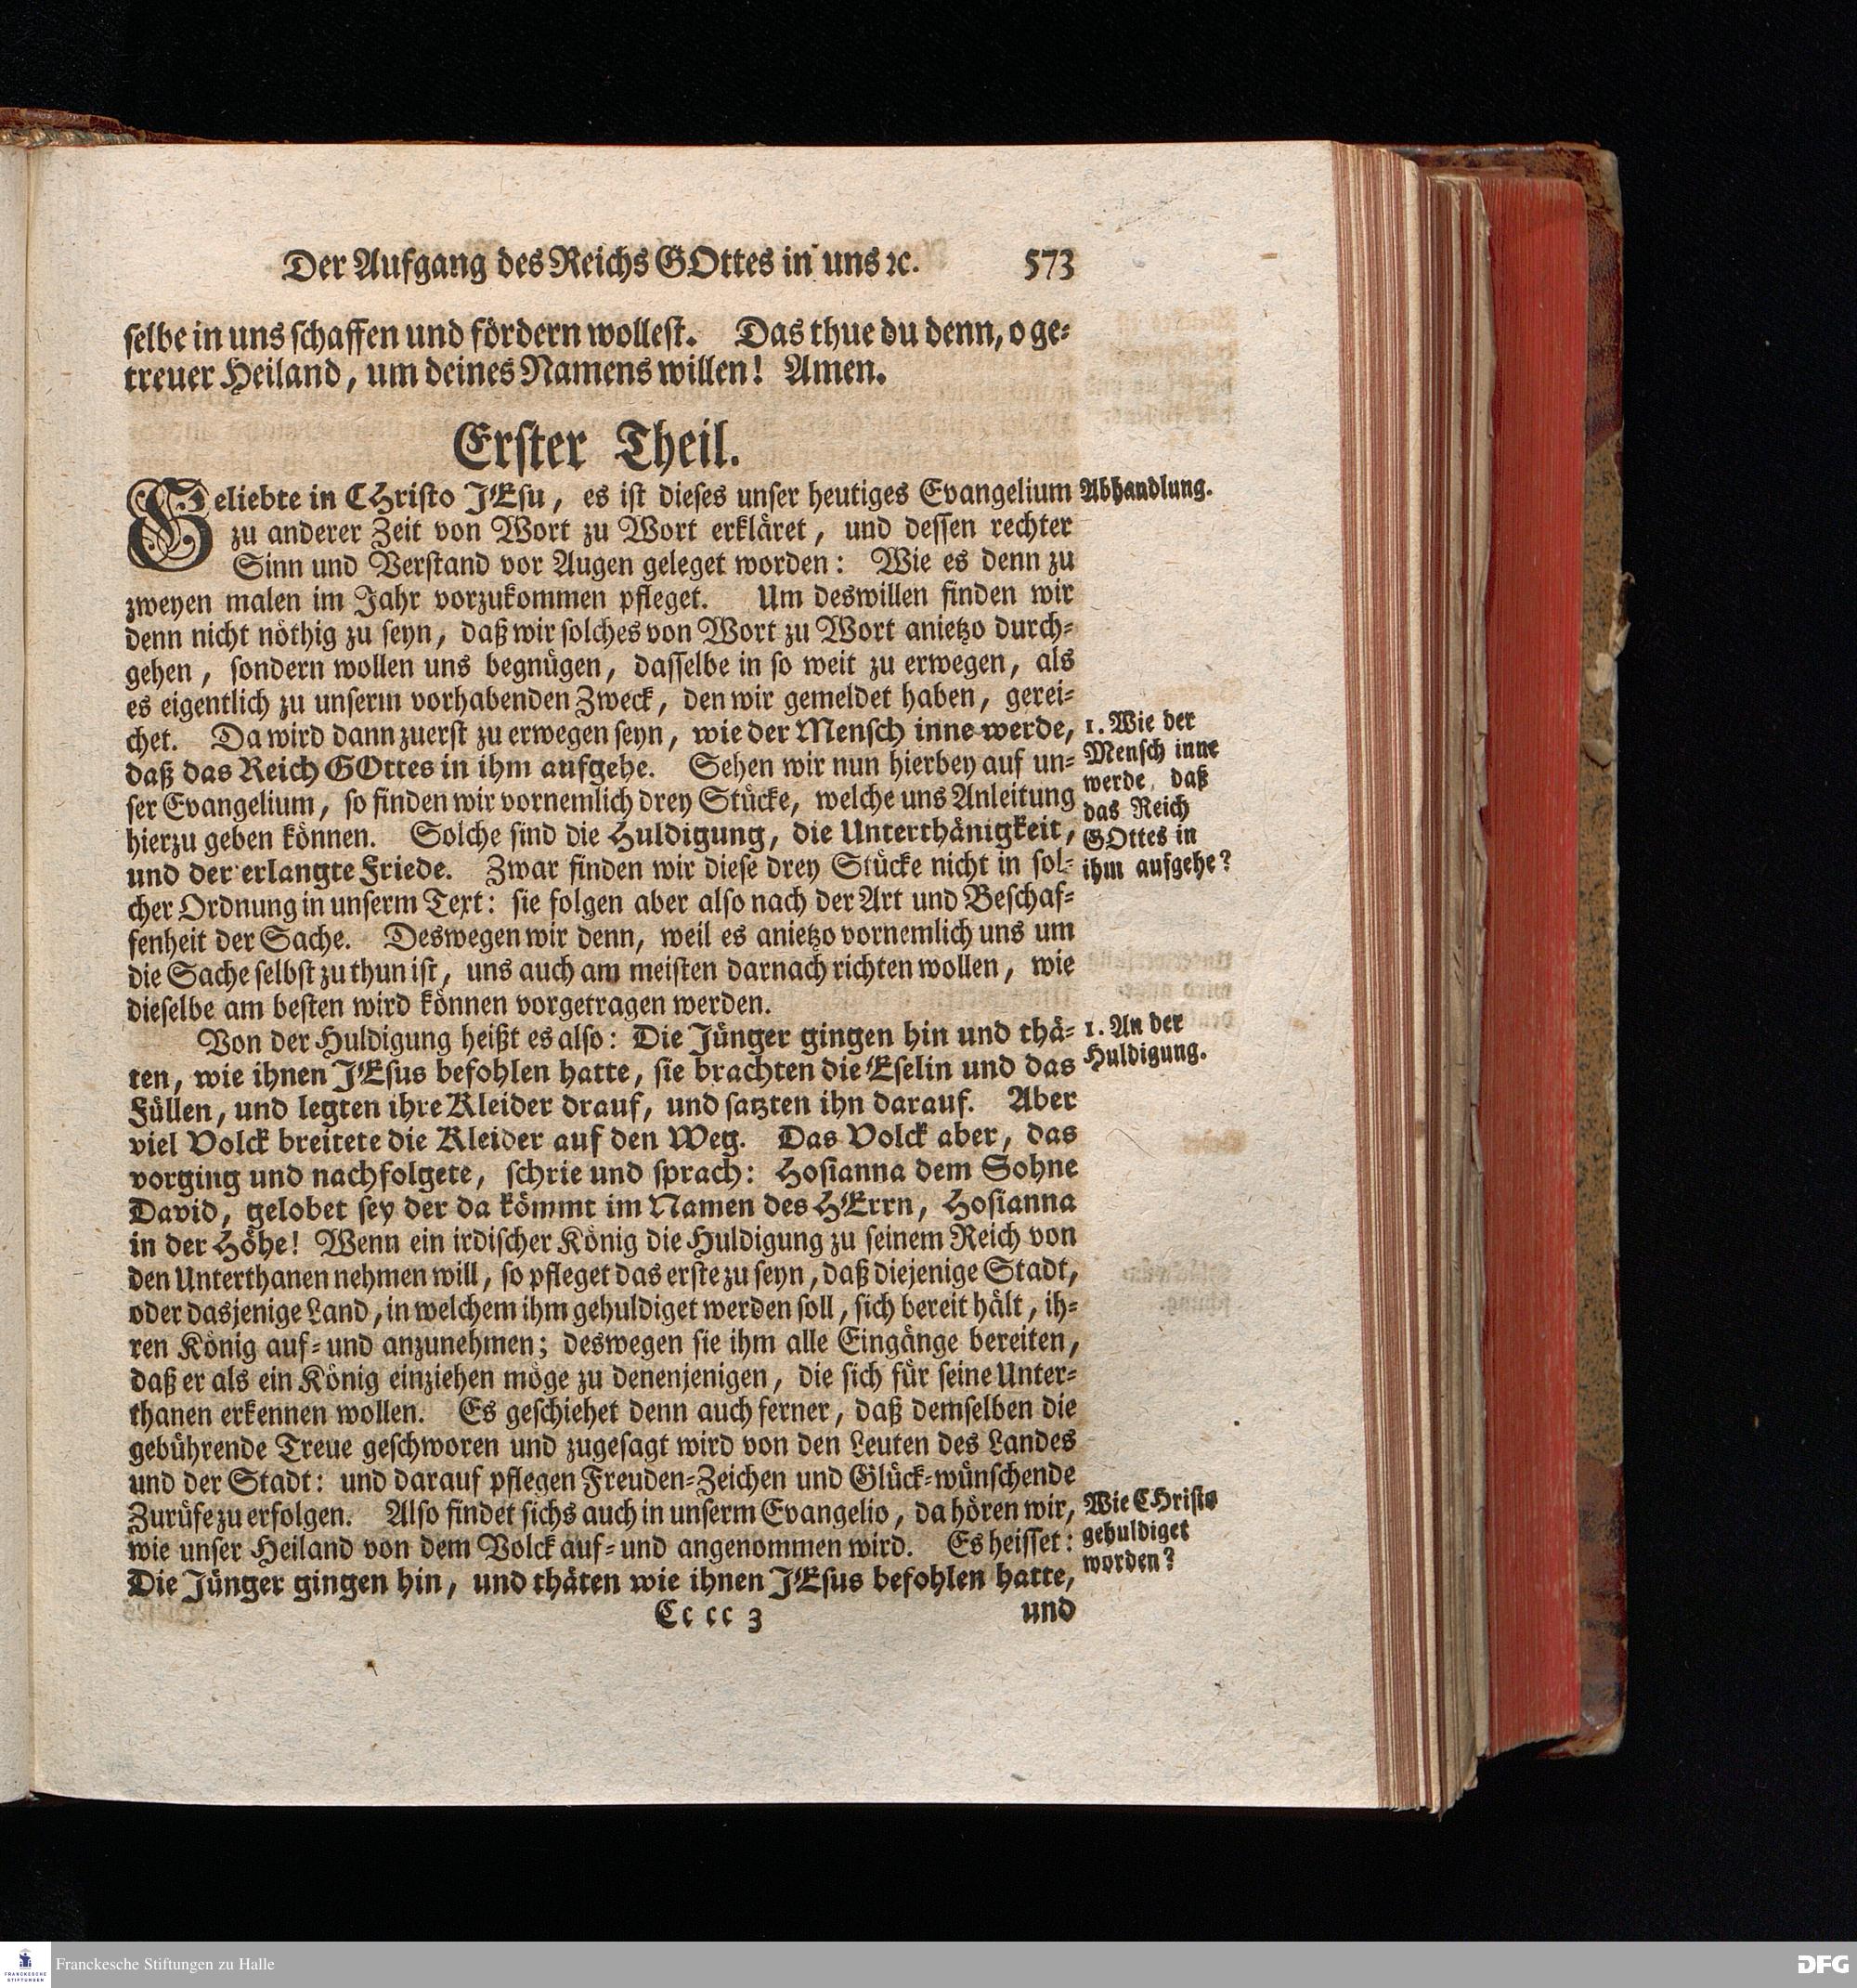 Der Aufgang des Reichs GOttes in uns ꝛc. 573
selbe in uns schaffen und fördern wollest. Das thue du denn, o ge-
treuer Heiland, um deines Namens willen! Amen.
Erster Theil.
Geliebte in CHristo JEsu, es ist dieses unser heutiges Evangelium
zu anderer Zeit von Wort zu Wort erkläret, und dessen rechter
Sinn und Verstand vor Augen geleget worden: Wie es denn zu
zweyen malen im Jahr vorzukommen pfleget. Um deswillen finden wir
denn nicht nöthig zu seyn, daß wir solches von Wort zu Wort anietzo durch-
gehen, sondern wollen uns begnügen, dasselbe in so weit zu erwegen, als
es eigentlich zu unserm vorhabenden Zweck, den wir gemeldet haben, gerei-
chet. Da wird dann zuerst zu erwegen seyn, wie der Mensch inne werde,
daß das Reich GOttes in ihm aufgehe. Sehen wir nun hierbey auf un-
ser Evangelium, so finden wir vornemlich drey Stücke, welche uns Anleitung
hierzu geben können. Solche sind die Huldigung, die Unterthänigkeit,
und der erlangte Friede. Zwar finden wir diese drey Stücke nicht in sol-
cher Ordnung in unserm Text: sie folgen aber also nach der Art und Beschaf-
fenheit der Sache. Deswegen wir denn, weil es anietzo vornemlich uns um
die Sache selbst zu thun ist, uns auch am meisten darnach richten wollen, wie
dieselbe am besten wird können vorgetragen werden.
Von der Huldigung heißt es also: Die Jünger gingen hin und thä-
ten, wie ihnen JEsus befohlen hatte, sie brachten die Eselin und das
Füllen, und legten ihre Kleider drauf, und satzten ihn darauf. Aber
viel Volck breitete die Kleider auf den Weg. Das Volck aber, das
vorging und nachfolgete, schrie und sprach: Hosianna dem Sohne
David, gelobet sey der da kömmt im Namen des HErrn, Hosianna
in der Höhe! Wenn ein irdischer König die Huldigung zu seinem Reich von
den Unterthanen nehmen will, so pfleget das erste zu seyn, daß diejenige Stadt,
oder dasjenige Land, in welchem ihm gehuldiget werden soll, sich bereit hält, ih-
ren König auf- und anzunehmen; deswegen sie ihm alle Eingänge bereiten,
daß er als ein König einziehen möge zu denenjenigen, die sich für seine Unter-
thanen erkennen wollen. Es geschiehet denn auch ferner, daß demselben die
gebührende Treue geschworen und zugesagt wird von den Leuten des Landes
und der Stadt: und darauf pflegen Freuden-Zeichen und Glück-wünschende
Zurüfe zu erfolgen. Also findet sichs auch in unserm Evangelio, da hören wir,
wie unser Heiland von dem Volck auf- und angenommen wird. Es heisset:
Die Jünger gingen hin, und thäten wie ihnen JEsus befohlen hatte,
Cc cc 3 und
Abhandlung.
1. Wie der
Mensch inne
werde, daß
das Reich
GOttes in
ihm aufgehe?
1. An der
Huldigung.
Wie CHristo
gehuldiget
worden?
FRANCKESCHE
STIFTUNGEN
Franckesche Stiftungen zu Halle
DFG